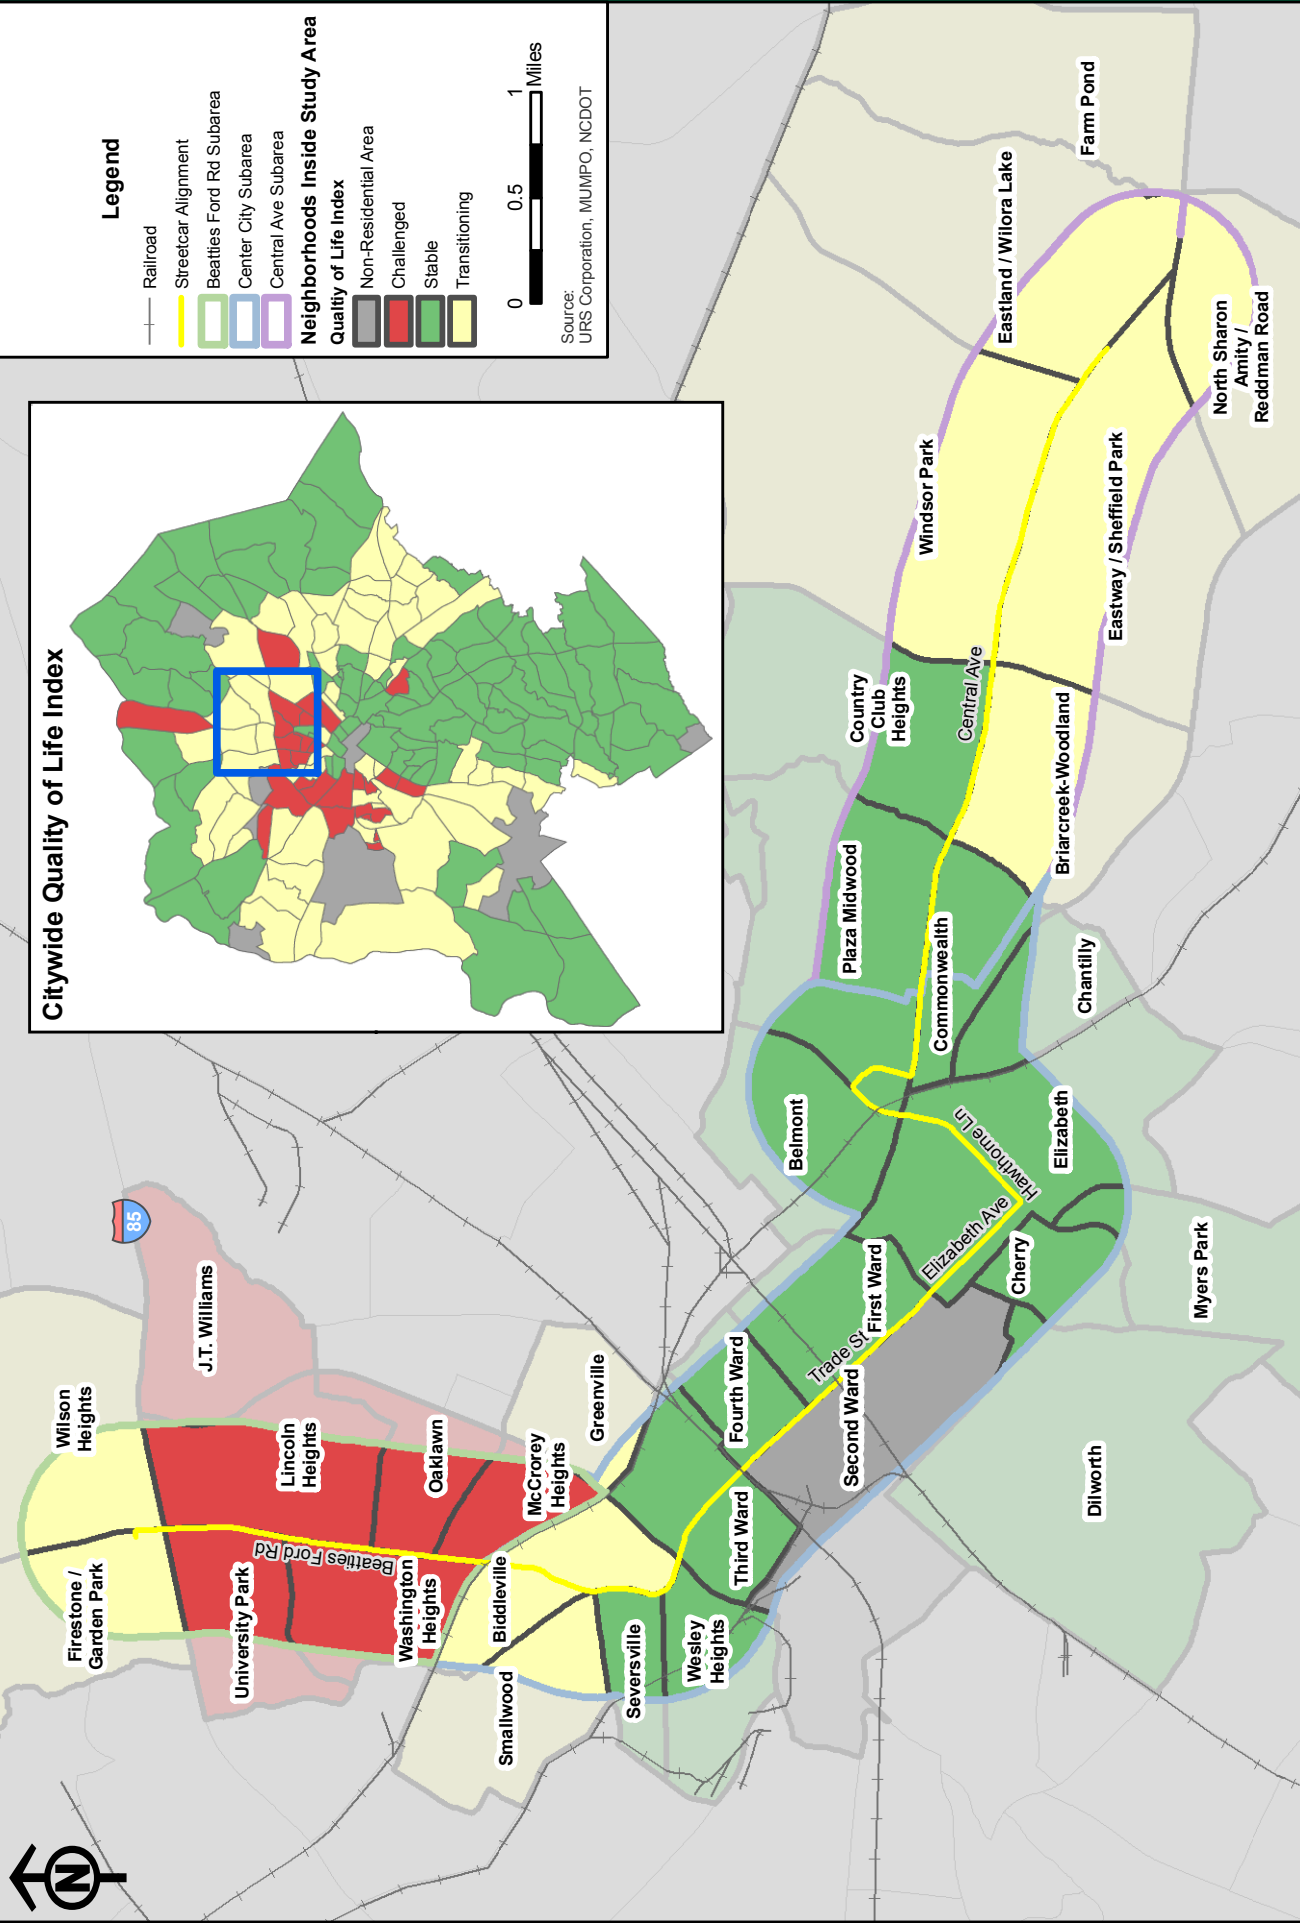 Legend
Railroad
Streetcar Alignment
Beatties Ford Rd Subarea
Center City Subarea
Central Ave Subarea
Neighborhoods Inside Study Area
Qualtiy of Life Index
Non-Residential Area
Challenged
Stable
Transitioning
0 0.5 1
Miles
Source:
URS Corporation, MUMPO, NCDOT
Citywide Quality of Life Index
N
85
Wilson
Heights
Firestone /
Garden Park
J.T. Williams
Lincoln
Heights
University Park
Beatties Ford Rd
Oaklawn
Washington
Heights
McCrorey
Heights
Biddleville
Smallwood
Greenville
Seversville
Wesley
Heights
Third Ward
Fourth Ward
Trade St
First Ward
Second Ward
Elizabeth Ave
Hawthorne Ln
Belmont
Cherry
Elizabeth
Myers Park
Dilworth
Plaza Midwood
Commonwealth
Chantilly
Country
Club
Heights
Central Ave
Briarcreek-Woodland
Windsor Park
Eastway / Sheffield Park
Eastland / Wilora Lake
Farm Pond
North Sharon
Amity /
Reddman Road